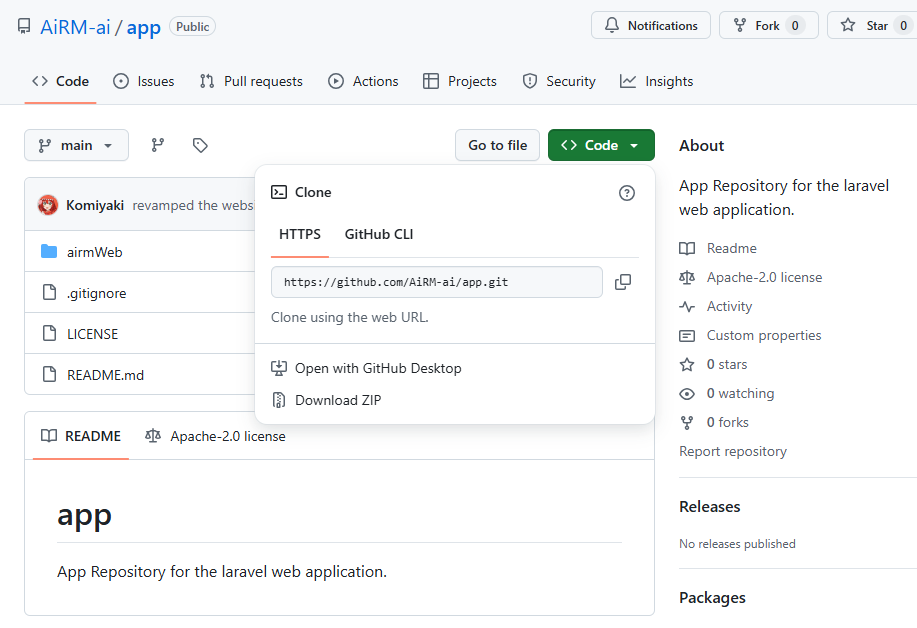 AiRM-ai / app Public
Notifications
Fork 0
Star 0
Code
Issues
Pull requests
Actions
Projects
Security
Insights
main
Go to file
Code
Komiyaki revamped the webs
airmWeb
.gitignore
LICENSE
README.md
Clone
HTTPS
GitHub CLI
https://github.com/AiRM-ai/app.git
Clone using the web URL.
Open with GitHub Desktop
Download ZIP
README
Apache-2.0 license
app
App Repository for the laravel web application.
About
App Repository for the laravel
web application.
Readme
Apache-2.0 license
Activity
Custom properties
0 stars
0 watching
0 forks
Report repository
Releases
No releases published
Packages